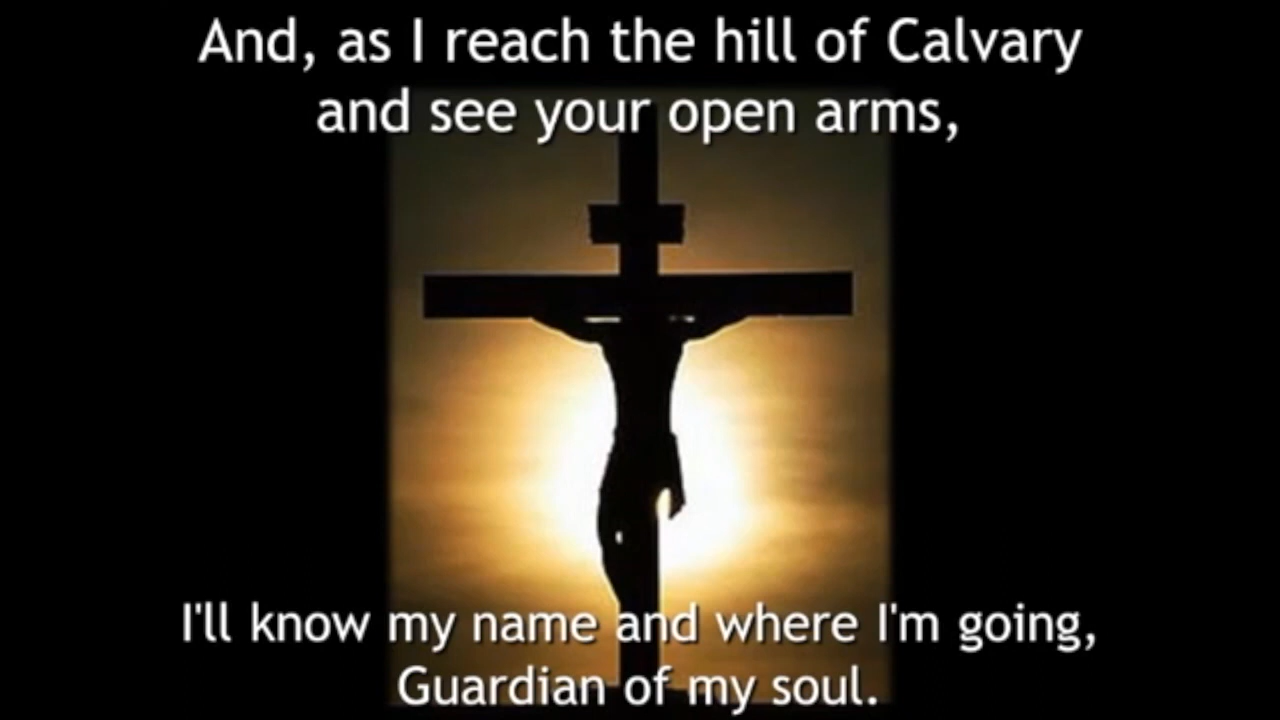 And, as I reach the hill of Calvary
and see your open arms,
I'll know my name and where I'm going,
Guardian of my soul.